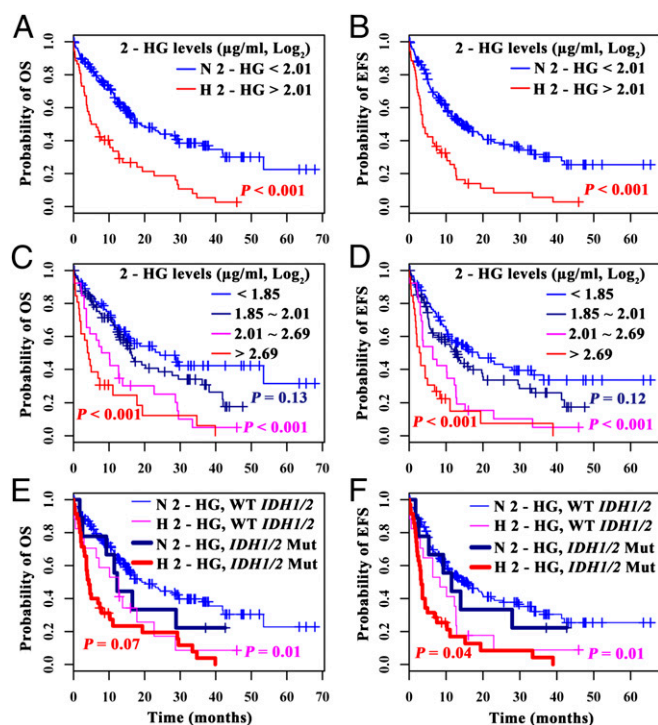 A
2 - HG levels (µg/ml, Log2)
N 2 - HG < 2.01
H 2 - HG > 2.01
Probability of OS
1.0
0.8
0.6
0.4
0.2
0.0
P < 0.001
0 10 20 30 40 50 60 70
B
2 - HG levels (µg/ml, Log2)
N 2 - HG < 2.01
H 2 - HG > 2.01
Probability of EFS
1.0
0.8
0.6
0.4
0.2
0.0
P < 0.001
0 20 40 60
C
2 - HG levels (µg/ml, Log2)
< 1.85
1.85 ~ 2.01
2.01 ~ 2.69
> 2.69
Probability of OS
1.0
0.8
0.6
0.4
0.2
0.0
P = 0.13
P < 0.001
P < 0.001
0 10 20 30 40 50 60 70
D
2 - HG levels (µg/ml, Log2)
< 1.85
1.85 ~ 2.01
2.01 ~ 2.69
> 2.69
Probability of EFS
1.0
0.8
0.6
0.4
0.2
0.0
P = 0.12
P < 0.001
P < 0.001
0 20 40 60
E
N 2 - HG, WT IDH1/2
H 2 - HG, WT IDH1/2
N 2 - HG, IDH1/2 Mut
H 2 - HG, IDH1/2 Mut
Probability of OS
1.0
0.8
0.6
0.4
0.2
0.0
P = 0.07
P = 0.01
0 10 20 30 40 50 60 70
Time (months)
F
N 2 - HG, WT IDH1/2
H 2 - HG, WT IDH1/2
N 2 - HG, IDH1/2 Mut
H 2 - HG, IDH1/2 Mut
Probability of EFS
1.0
0.8
0.6
0.4
0.2
0.0
P = 0.04
P = 0.01
0 20 40 60
Time (months)